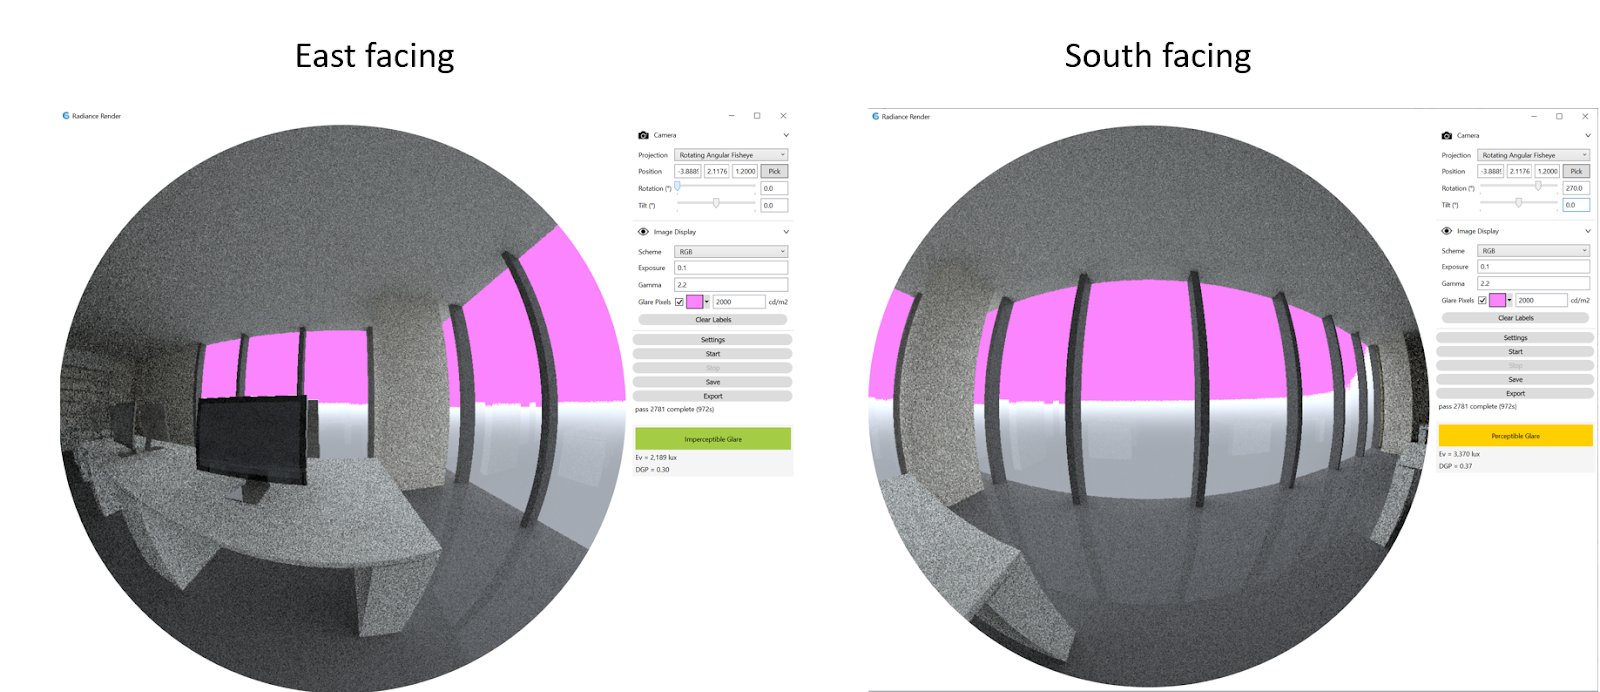 East facing
Radiance Render
Camera
Projection Rotating Angular Fisheye
Position -3.888 2.1176 1.2000 Pick
Rotation (°) 0.0
Tilt (°) 0.0
Image Display
Scheme RGB
Exposure 0.1
Gamma 2.2
Glare Pixels 2000 cd/m2
Clear Labels
Settings
Start
Stop
Save
Export
pass 2781 complete (972s)
Imperceptible Glare
Ev = 2,189 lux
DGP = 0.30
South facing
Radiance Render
Camera
Projection Rotating Angular Fisheye
Position -3.888 2.1176 1.2000 Pick
Rotation (°) 270.0
Tilt (°) 0.0
Image Display
Scheme RGB
Exposure 0.1
Gamma 2.2
Glare Pixels 2000 cd/m2
Clear Labels
Settings
Start
Stop
Save
Export
pass 2781 complete (972s)
Perceptible Glare
Ev = 3,370 lux
DGP = 0.37